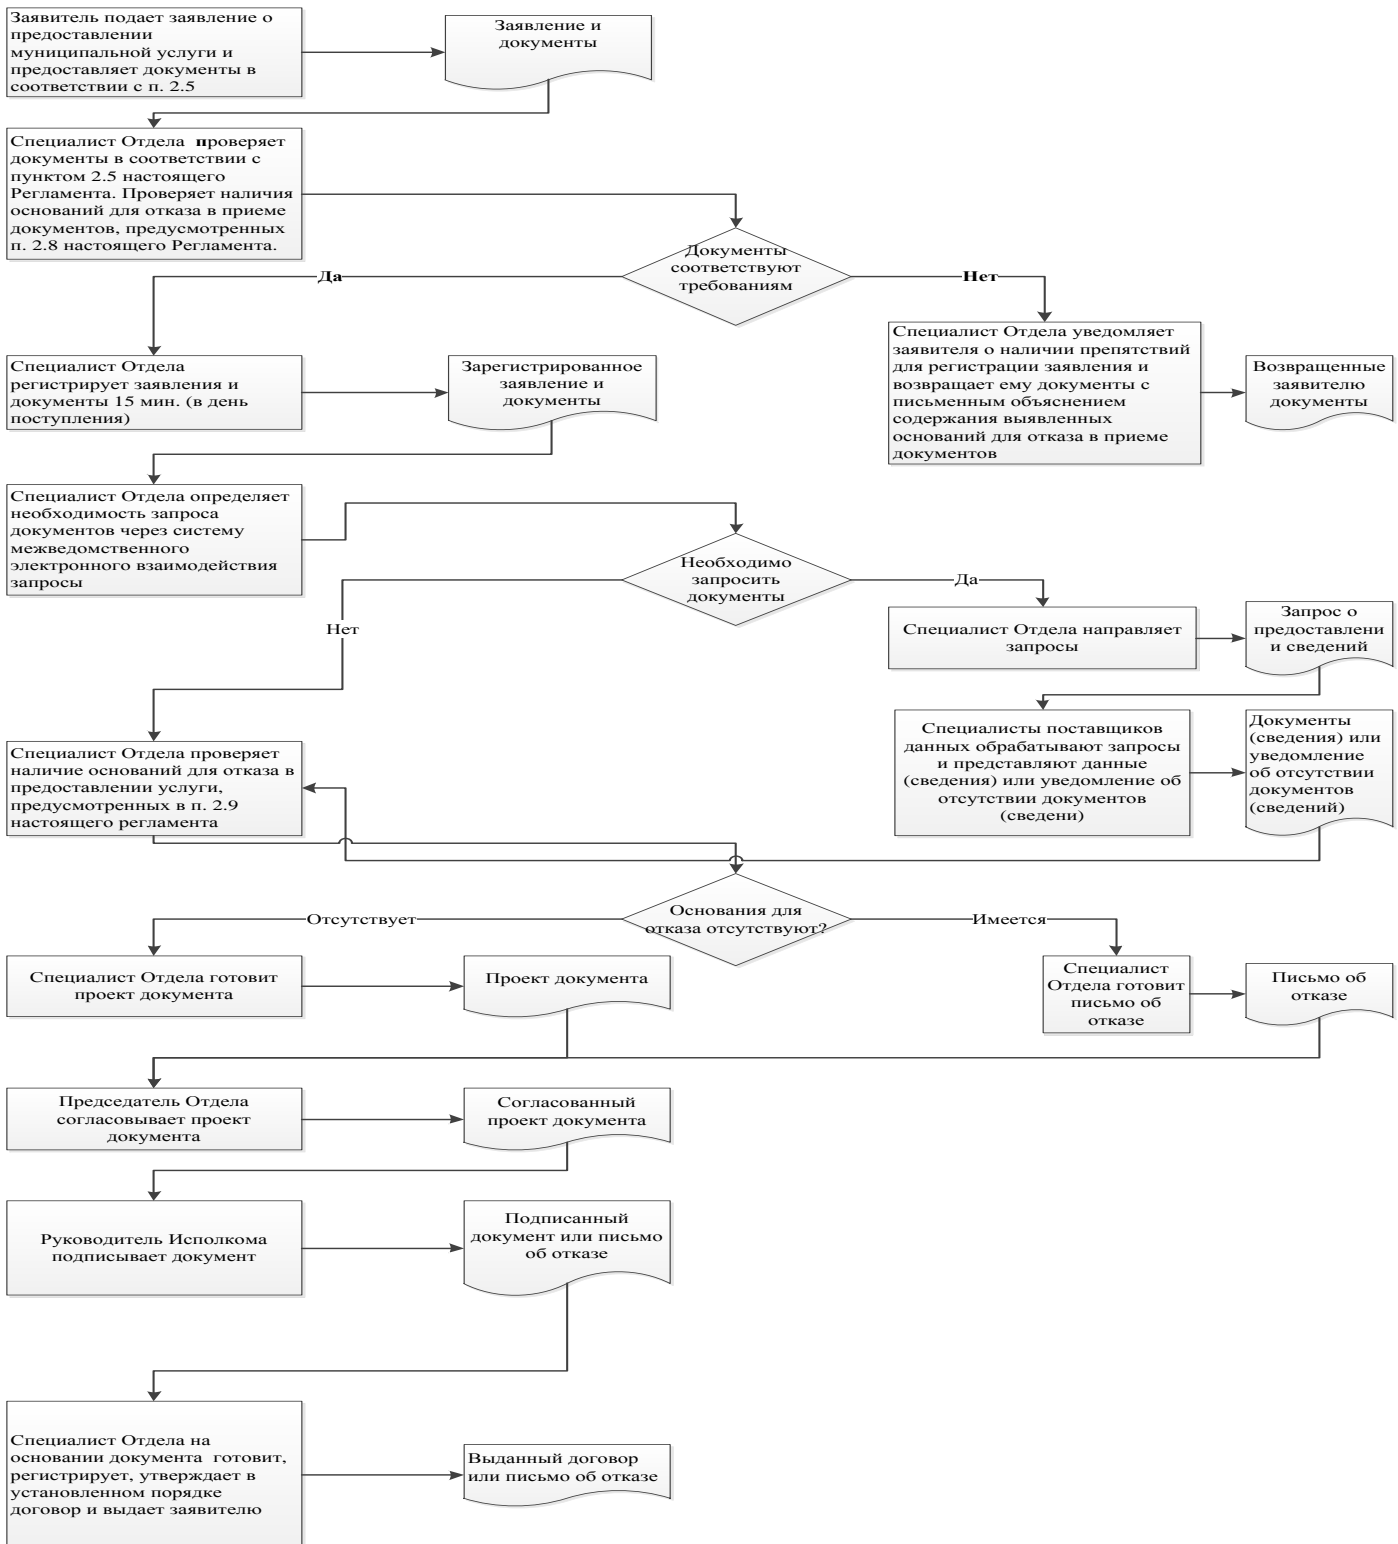 Заявитель подает заявление о
предоставлении
муниципальной услуги и
предоставляет документы в
соответствии с п. 2.5
Заявление и
документы
Специалист Отдела  проверяет
документы в соответствии с
пунктом 2.5 настоящего
Регламента. Проверяет наличия
оснований для отказа в приеме
документов, предусмотренных
п. 2.8 настоящего Регламента.
Документы
соответствуют
требованиям
Да
Нет
Специалист Отдела
регистрирует заявления и
документы 15 мин. (в день
поступления)
Зарегистрированное
заявление и
документы
Специалист Отдела уведомляет
заявителя о наличии препятствий
для регистрации заявления и
возвращает ему документы с
письменным объяснением
содержания выявленных
оснований для отказа в приеме
документов
Возвращенные
заявителю
документы
Специалист Отдела определяет
необходимость запроса
документов через систему
межведомственного
электронного взаимодействия
запросы
Необходимо
запросить
документы
Да
Нет
Специалист Отдела направляет
запросы
Запрос о
предоставлени
и сведений
Специалисты поставщиков
данных обрабатывают запросы
и представляют данные
(сведения) или уведомление об
отсутствии документов
(сведени)
Документы
(сведения) или
уведомление
об отсутствии
документов
(сведений)
Специалист Отдела проверяет
наличие оснований для отказа в
предоставлении услуги,
предусмотренных в п. 2.9
настоящего регламента
Основания для
отказа отсутствуют?
Отсутствует
Имеется
Специалист Отдела готовит
проект документа
Проект документа
Специалист
Отдела готовит
письмо об
отказе
Письмо об
отказе
Председатель Отдела
согласовывает проект
документа
Согласованный
проект документа
Руководитель Исполкома
подписывает документ
Подписанный
документ или письмо
об отказе
Специалист Отдела на
основании документа  готовит,
регистрирует, утверждает в
установленном порядке
договор и выдает заявителю
Выданный договор
или письмо об отказе